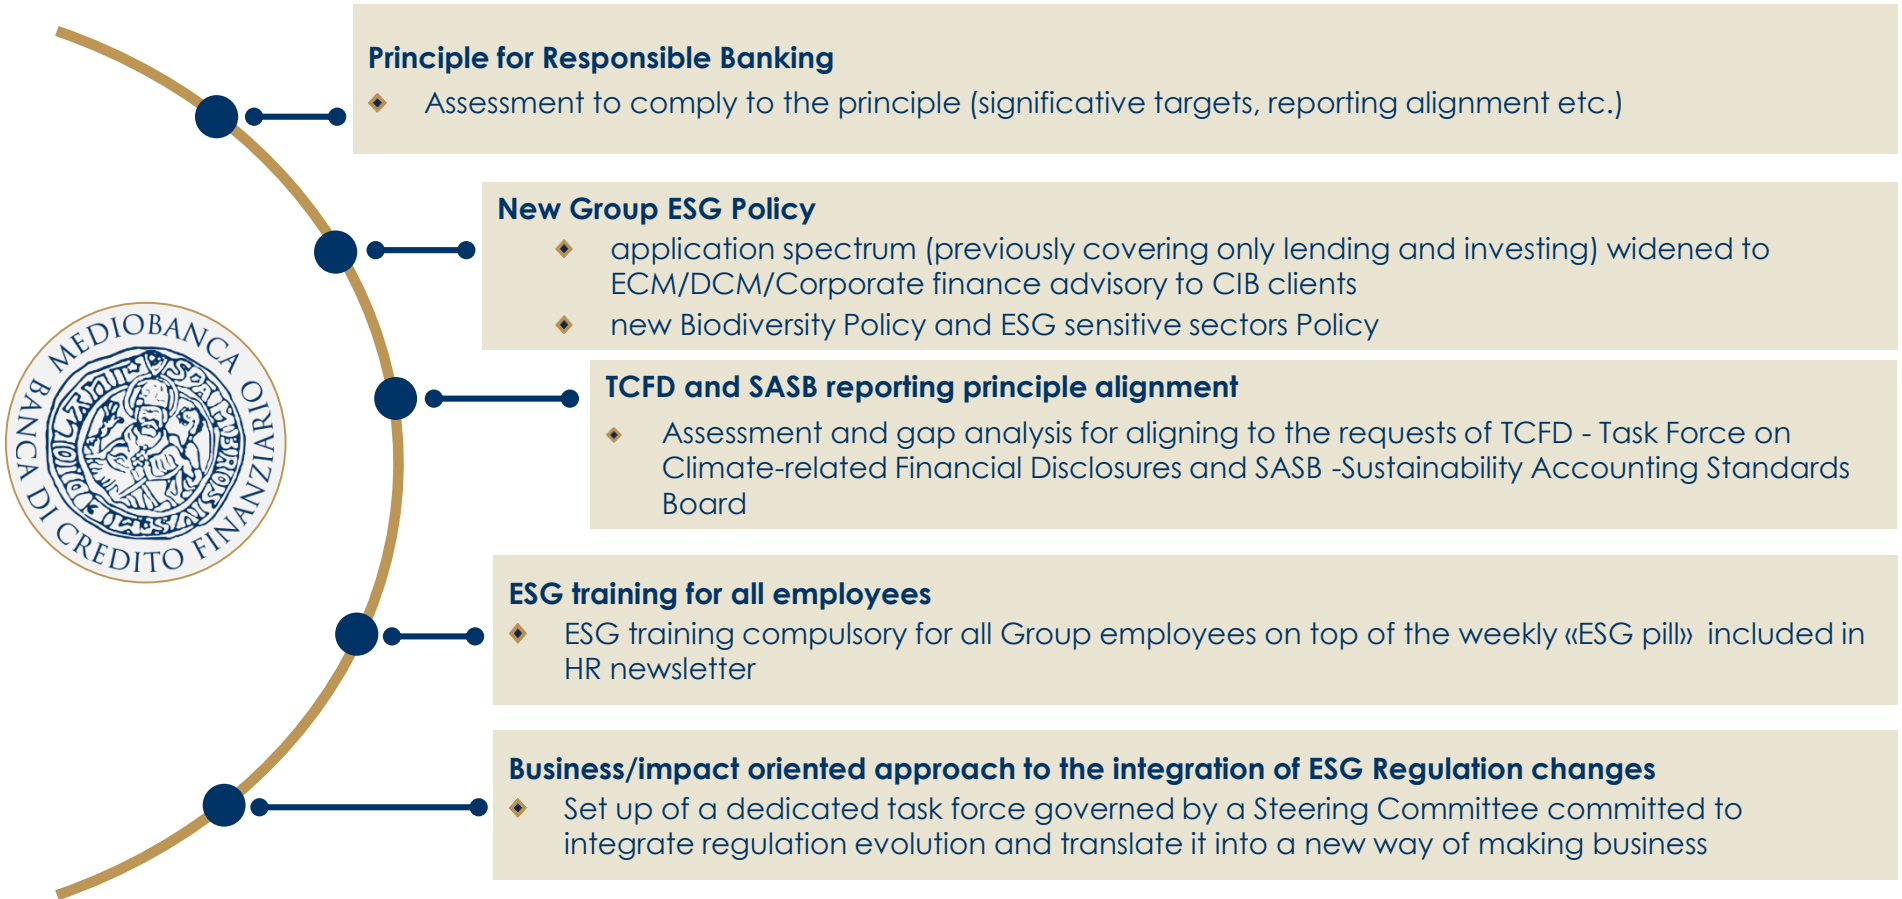 Principle for Responsible Banking
Assessment to comply to the principle (significative targets, reporting alignment etc.)
New Group ESG Policy
application spectrum (previously covering only lending and investing) widened to
ECM/DCM/Corporate finance advisory to CIB clients
new Biodiversity Policy and ESG sensitive sectors Policy
MEDIOBANCA
BANCA DI CREDITO FINANZIARIO
TCFD and SASB reporting principle alignment
Assessment and gap analysis for aligning to the requests of TCFD - Task Force on
Climate-related Financial Disclosures and SASB -Sustainability Accounting Standards
Board
ESG training for all employees
ESG training compulsory for all Group employees on top of the weekly «ESG pill» included in
HR newsletter
Business/impact oriented approach to the integration of ESG Regulation changes
Set up of a dedicated task force governed by a Steering Committee committed to
integrate regulation evolution and translate it into a new way of making business